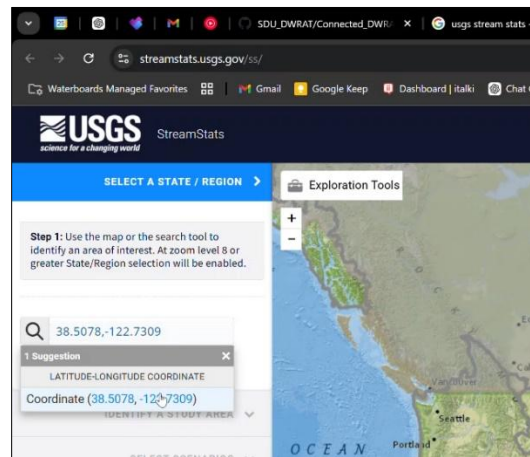 SDU_DWRAT/Connected_DWR
usgs stream stats -
streamstats.usgs.gov/ss/
Waterboards Managed Favorites
Gmail
Google Keep
Dashboard | italki
Chat
USGS
science for a changing world
StreamStats
SELECT A STATE / REGION
Exploration Tools
+
−
Step 1: Use the map or the search tool to
identify an area of interest. At zoom level 8 or
greater State/Region selection will be enabled.
38.5078,-122.7309
1 Suggestion
LATITUDE-LONGITUDE COORDINATE
Coordinate (38.5078, -122.7309)
IDENTIFY A STUDY AREA
Vancouver
Seattle
Portland
OCEAN